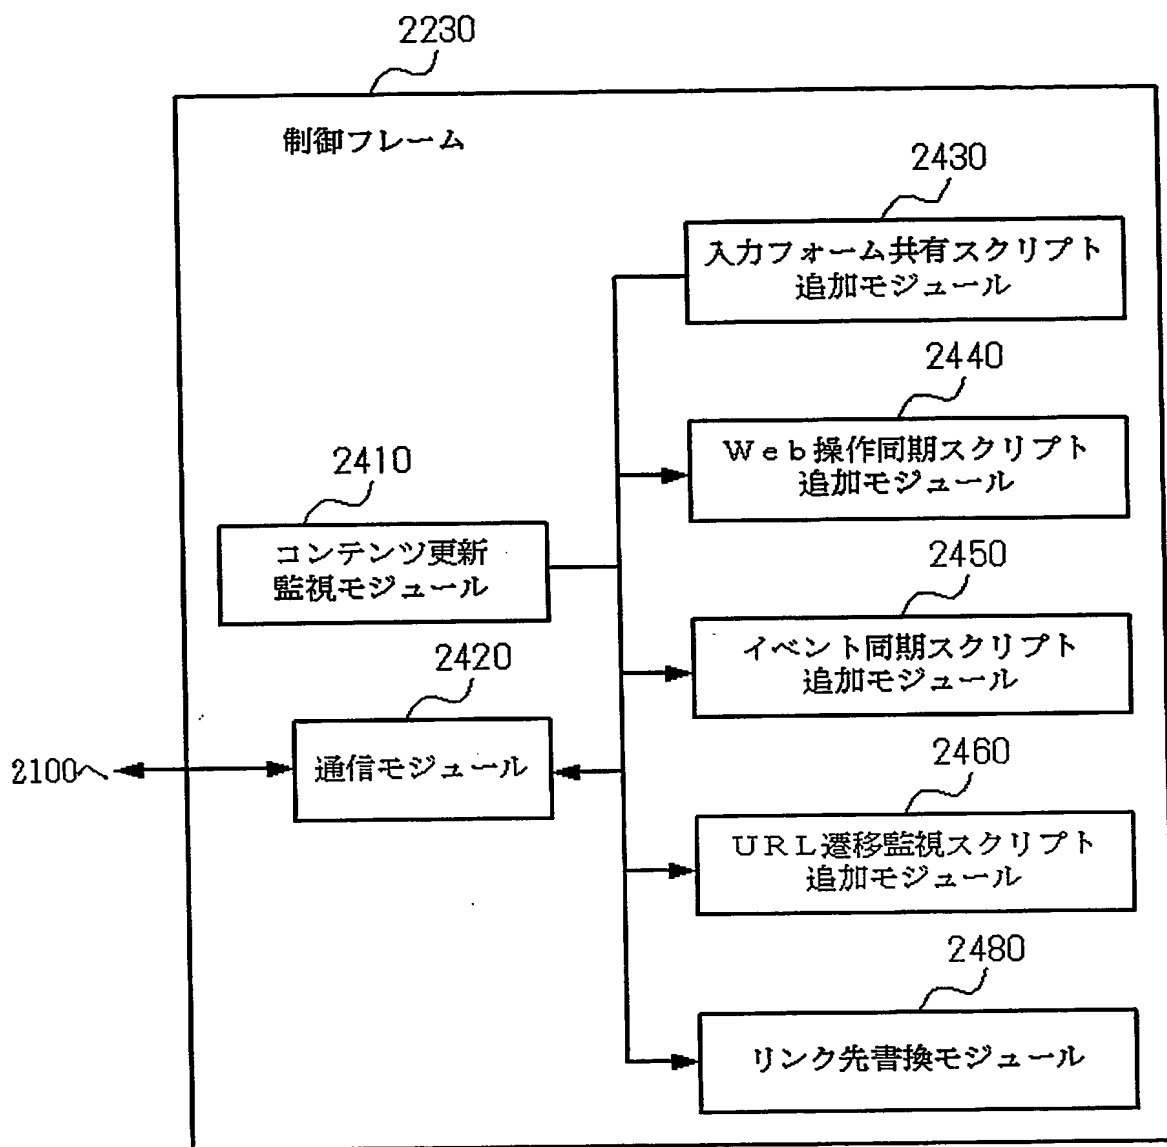 2230
制御フレーム
2430
入力フォーム共有スクリプト
追加モジュール
2440
Web操作同期スクリプト
追加モジュール
2410
コンテンツ更新
監視モジュール
2450
イベント同期スクリプト
追加モジュール
2420
通信モジュール
2100へ
2460
URL遷移監視スクリプト
追加モジュール
2480
リンク先書換モジュール